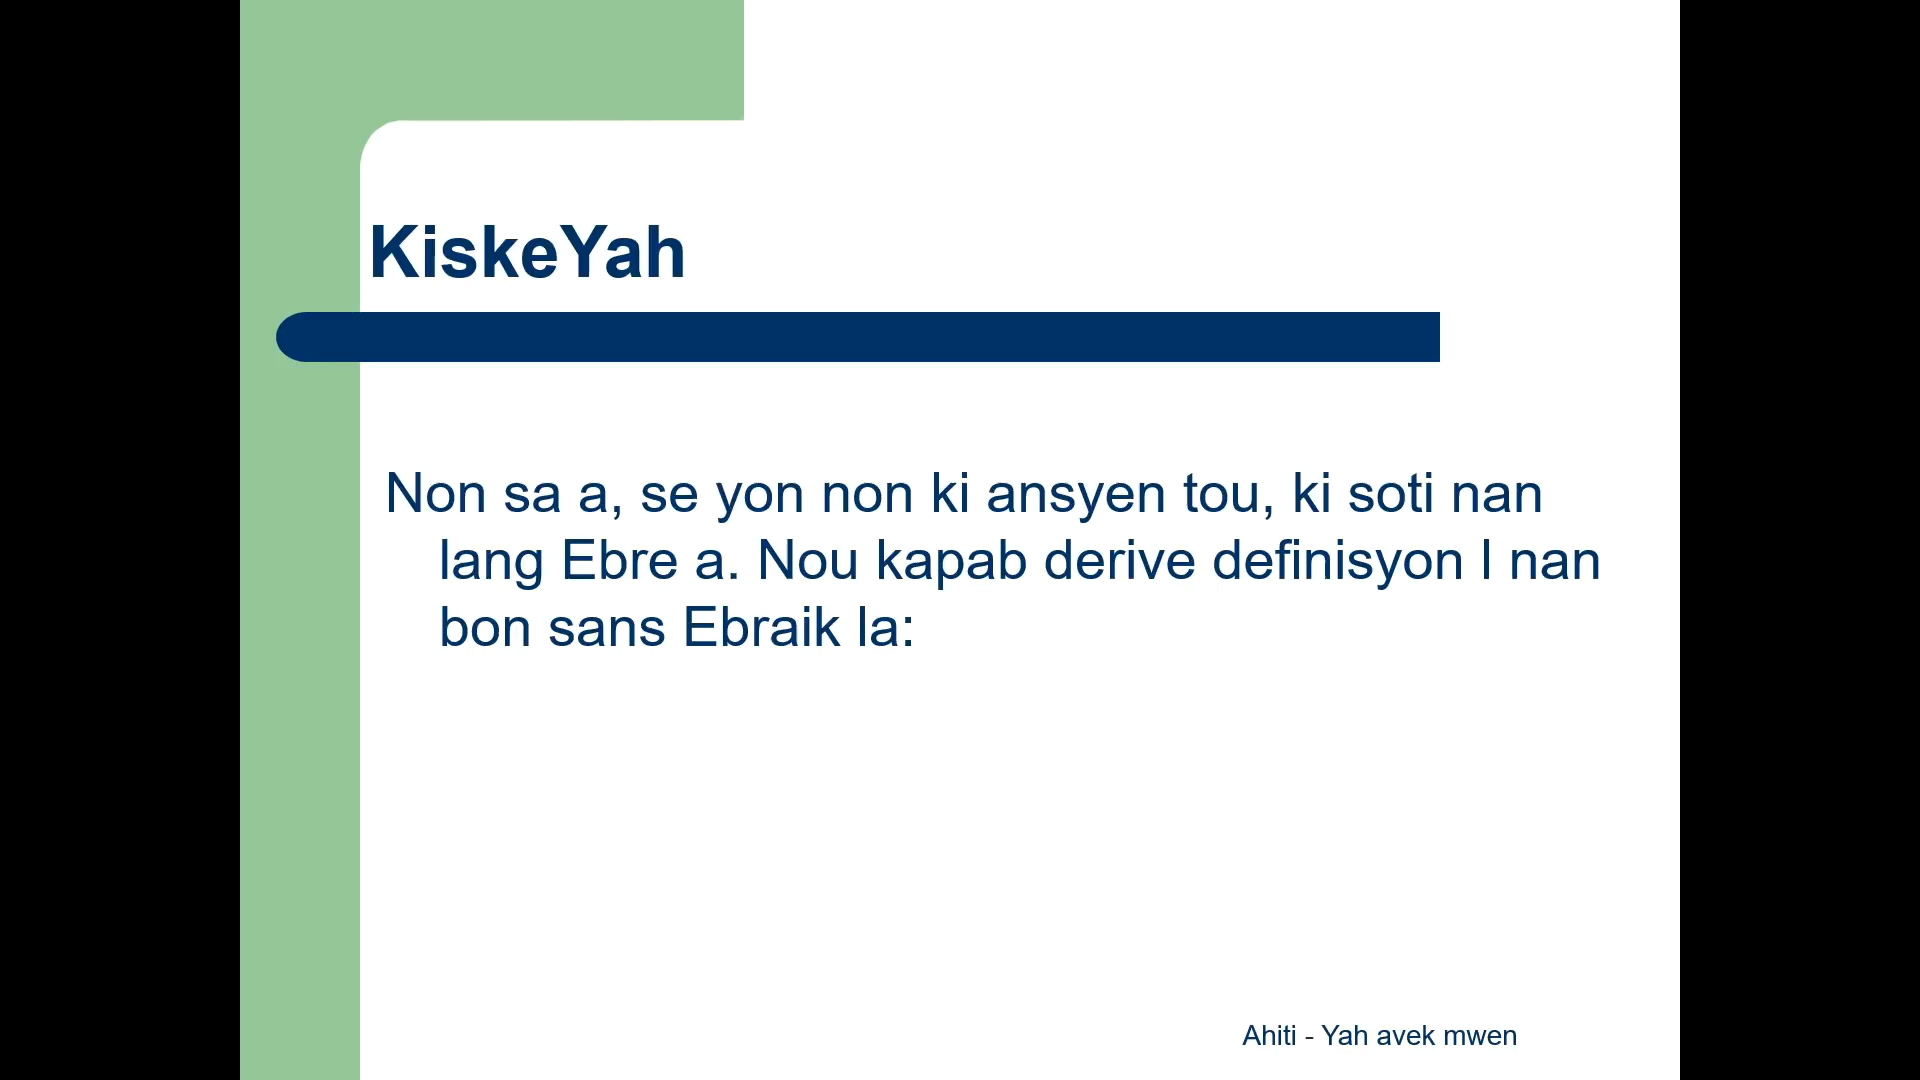 KiskeYah
Non sa a, se yon non ki ansyen tou, ki soti nan
lang Ebre a. Nou kapab derive definisyon l nan
bon sans Ebraik la:
Ahiti - Yah avek mwen